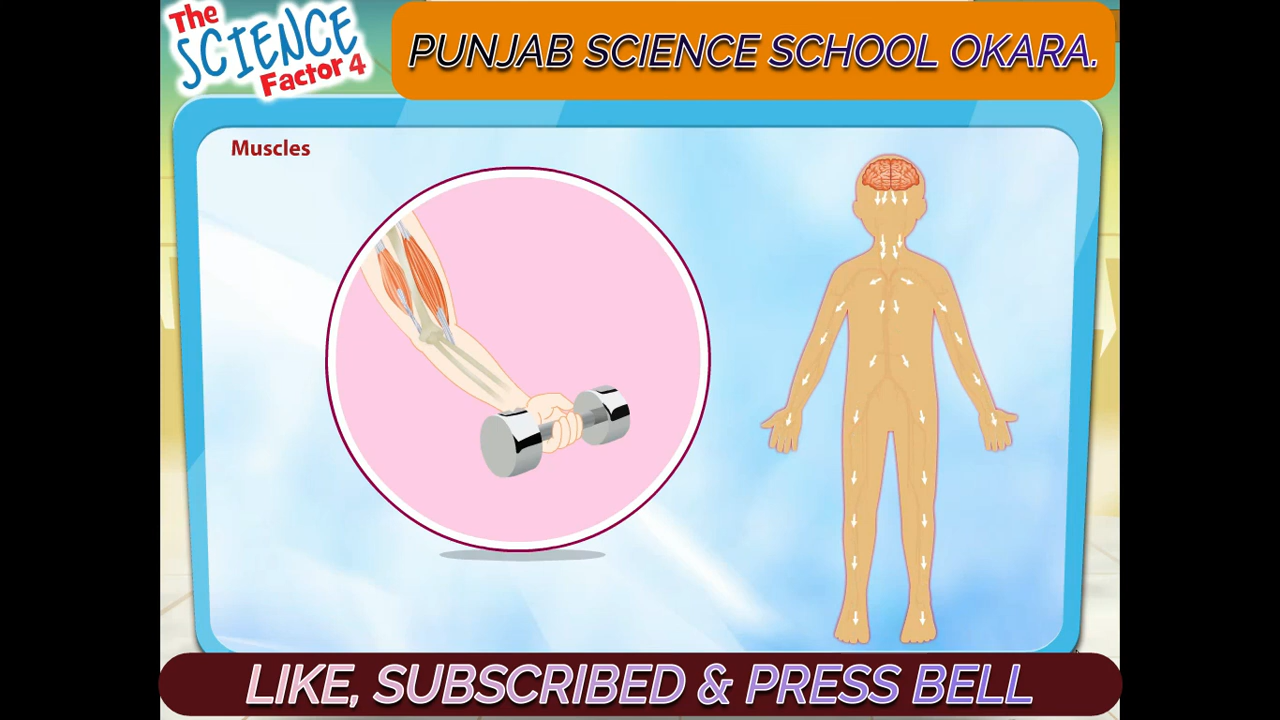 The
SCIENCE
Factor 4
PUNJAB SCIENCE SCHOOL OKARA.
Muscles
LIKE, SUBSCRIBED & PRESS BELL